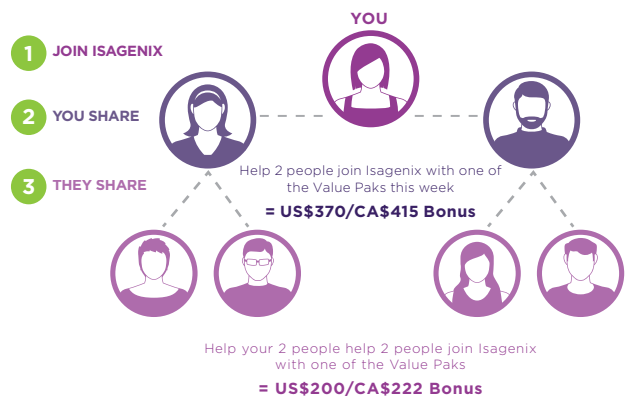 YOU
1 JOIN ISAGENIX
2 YOU SHARE
3 THEY SHARE
Help 2 people join Isagenix with one of
the Value Paks this week
= US$370/CA$415 Bonus
Help your 2 people help 2 people join Isagenix
with one of the Value Paks
= US$200/CA$222 Bonus